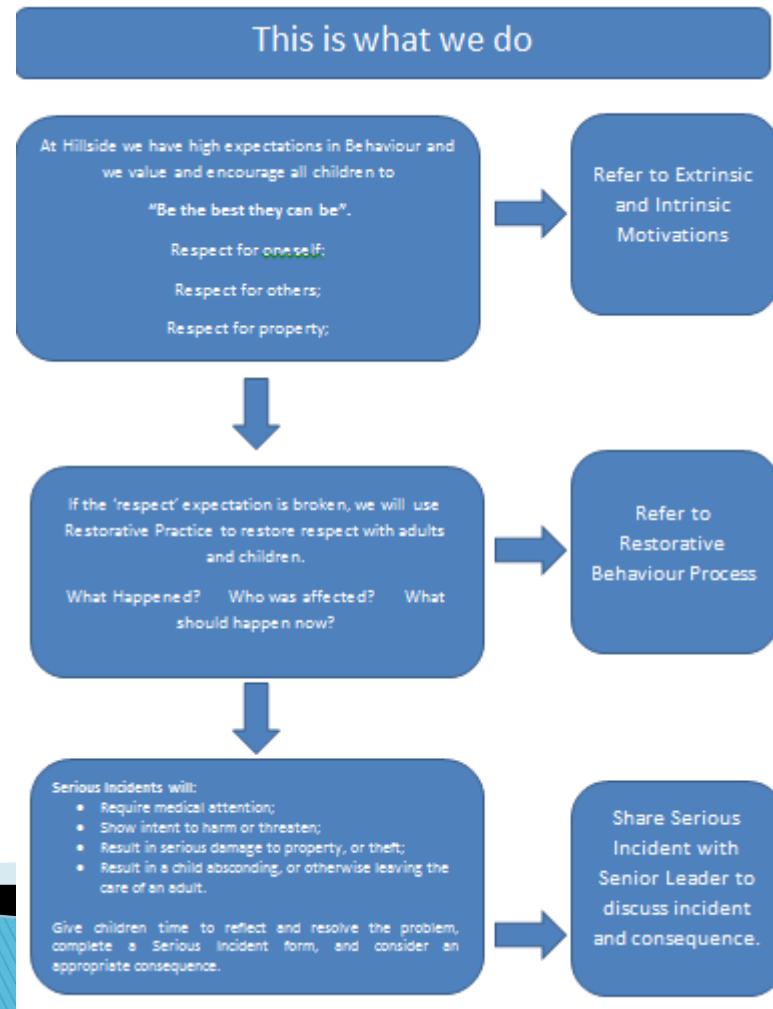 This is what we do
At Hillside we have high expectations in Behaviour and
we value and encourage all children to
"Be the best they can be".
Respect for oneself;
Respect for others;
Respect for property;
Refer to Extrinsic
and Intrinsic
Motivations
If the 'respect' expectation is broken, we will use
Restorative Practice to restore respect with adults
and children.
What Happened? Who was affected? What
should happen now?
Refer to
Restorative
Behaviour Process
Serious Incidents will:
• Require medical attention;
• Show intent to harm or threaten;
• Result in serious damage to property, or theft;
• Result in a child absconding, or otherwise leaving the
care of an adult.
Give children time to reflect and resolve the problem,
complete a Serious Incident form, and consider an
appropriate consequence.
Share Serious
Incident with
Senior Leader to
discuss incident
and consequence.